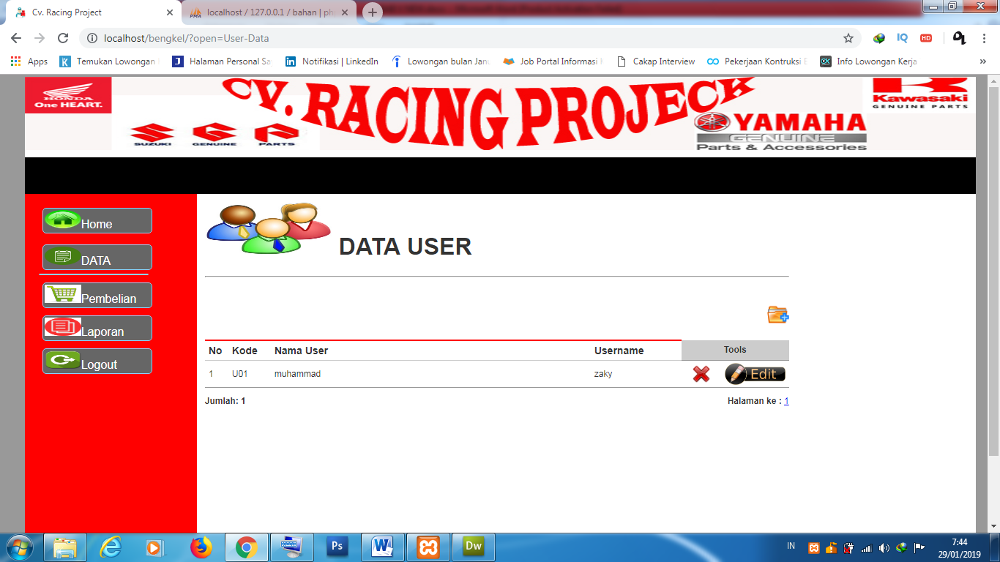 Cv. Racing Project
localhost / 127.0.0.1 / bahan | ph
localhost/bengkel/?open=User-Data
IQ
HD
Apps
Temukan Lowongan
Halaman Personal Sa
Notifikasi | LinkedIn
Lowongan bulan Janu
Job Portal Informasi
Cakap Interview
Pekerjaan Kontruksi
Info Lowongan Kerja
»
HONDA
One HEART.
SUZUKI GENUINE PARTS
CV. RACING PROJECK
YAMAHA
GENUINE
Parts & Accessories
Kawasaki
GENUINE PARTS
Home
DATA
Pembelian
Laporan
Logout
DATA USER
No Kode Nama User Username Tools
1 U01 muhammad zaky Edit
Jumlah: 1 Halaman ke : 1
Ps
W
Dw
IN
7:44
29/01/2019